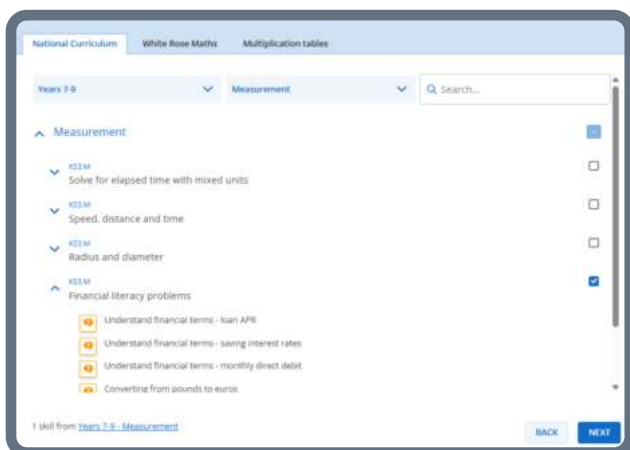 National Curriculum White Rose Maths Multiplication tables
Years 7-9 Measurement Search...
Measurement
KS3.M
Solve for elapsed time with mixed units
KS3.M
Speed, distance and time
KS3.M
Radius and diameter
KS3.M
Financial literacy problems
Understand financial terms - loan APR
Understand financial terms - saving interest rates
Understand financial terms - monthly direct debit
Converting from pounds to euros
1 skill from Years 7-9 - Measurement BACK NEXT